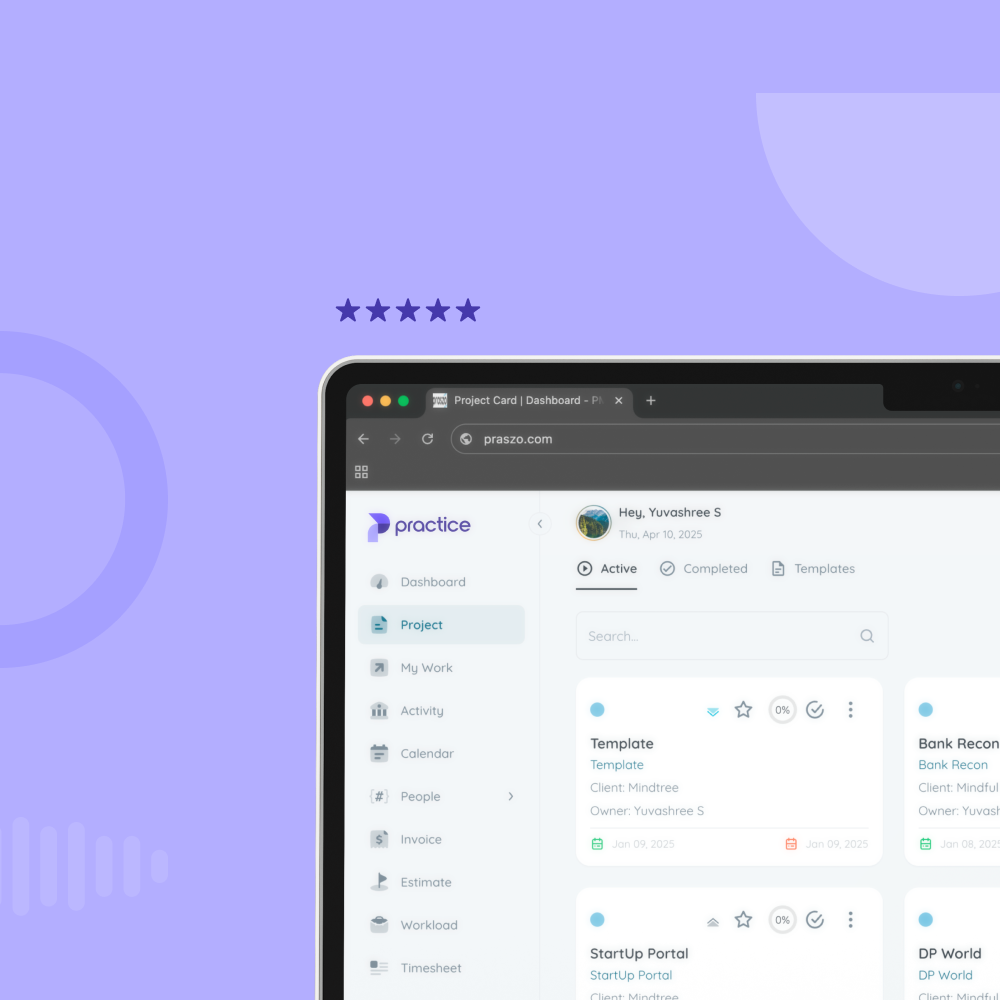 Project Card | Dashboard -
praszo.com
practice
Hey, Yuvashree S
Thu, Apr 10, 2025
Active
Completed
Templates
Dashboard
Project
My Work
Activity
Calendar
{#} People
$ Invoice
Estimate
Workload
Timesheet
Search...
0%
Template
Template
Client: Mindtree
Owner: Yuvashree S
Jan 09, 2025
Jan 09, 2025
Bank Recon
Bank Recon
Client: Mindful
Owner: Yuvash
Jan 08, 2025
0%
StartUp Portal
StartUp Portal
Client: Mindtree
DP World
DP World
Client: Mindful